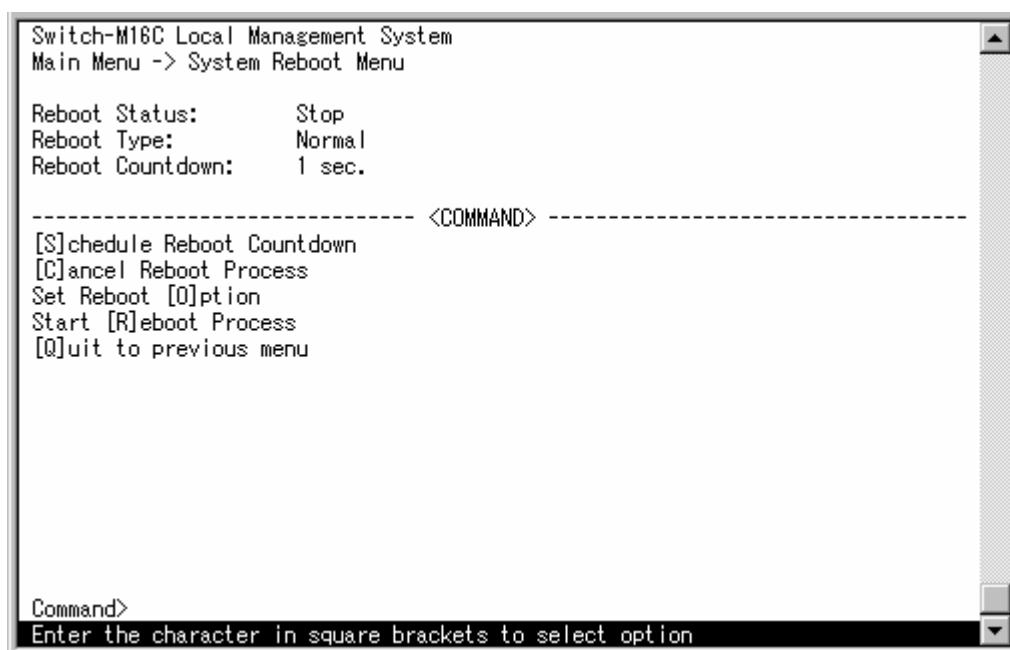 Switch-M16C Local Management System
Main Menu -> System Reboot Menu
Reboot Status: Stop
Reboot Type: Normal
Reboot Countdown: 1 sec.
-------------------------------- <COMMAND> -----------------------------------
[S]chedule Reboot Countdown
[C]ancel Reboot Process
Set Reboot [O]ption
Start [R]eboot Process
[Q]uit to previous menu
Command>
Enter the character in square brackets to select option